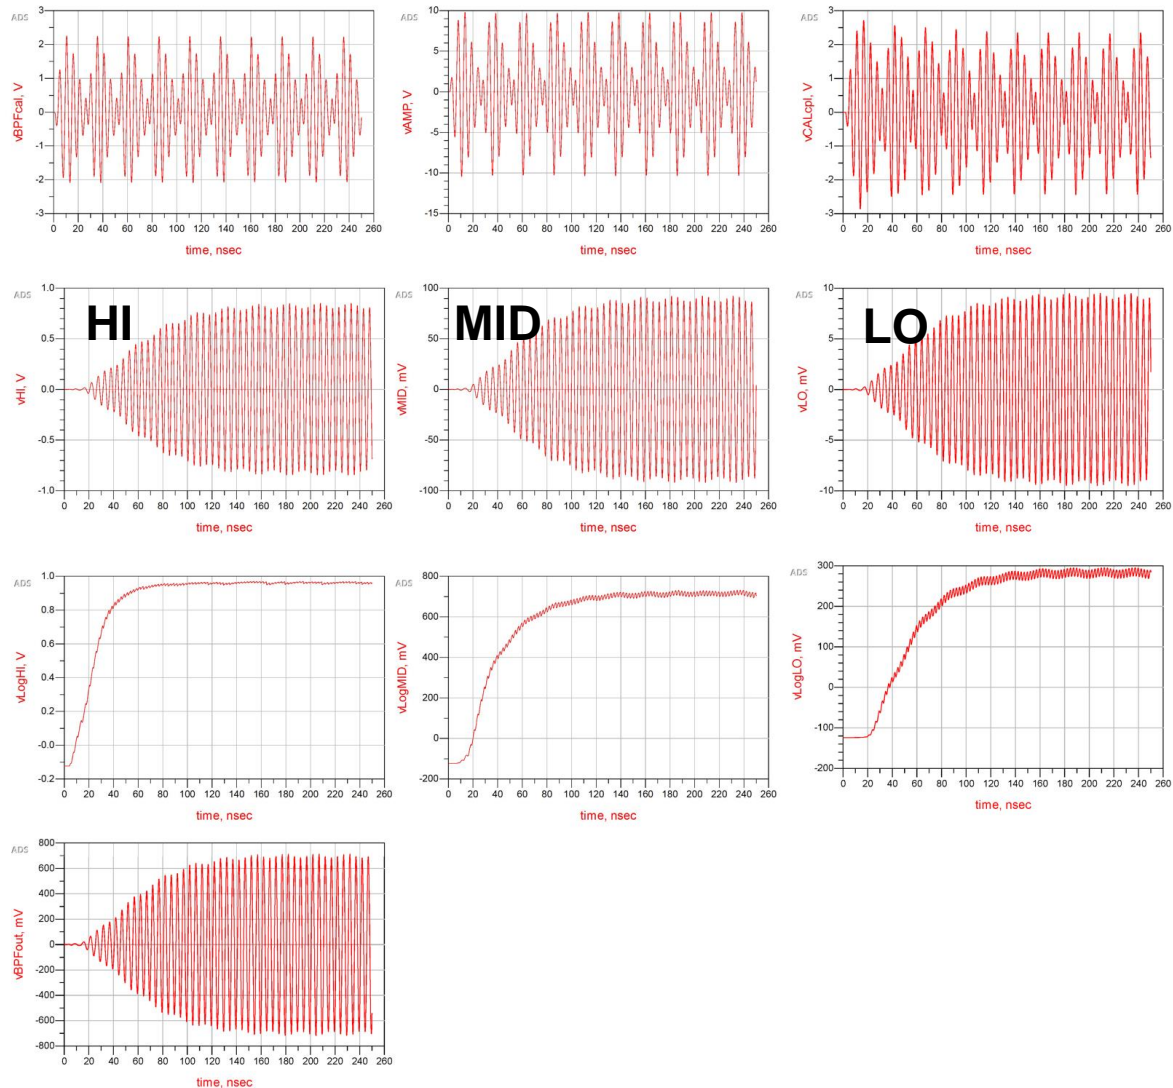 ADS
vBPFcal, V
3
2
1
0
-1
-2
-3
0 20 40 60 80 100 120 140 160 180 200 220 240 260
time, nsec
ADS
vAMP, V
10
5
0
-5
-10
-15
0 20 40 60 80 100 120 140 160 180 200 220 240 260
time, nsec
ADS
vCALcpl, V
3
2
1
0
-1
-2
-3
0 20 40 60 80 100 120 140 160 180 200 220 240 260
time, nsec
ADS
HI
vHI, V
1.0
0.5
0.0
-0.5
-1.0
0 20 40 60 80 100 120 140 160 180 200 220 240 260
time, nsec
ADS
MID
vMID, mV
100
50
0
-50
-100
0 20 40 60 80 100 120 140 160 180 200 220 240 260
time, nsec
ADS
LO
vLO, mV
10
5
0
-5
-10
0 20 40 60 80 100 120 140 160 180 200 220 240 260
time, nsec
ADS
vLogHI, V
1.0
0.8
0.6
0.4
0.2
-0.0
-0.2
0 20 40 60 80 100 120 140 160 180 200 220 240 260
time, nsec
ADS
vLogMID, mV
800
600
400
200
0
-200
0 20 40 60 80 100 120 140 160 180 200 220 240 260
time, nsec
ADS
vLogLO, mV
300
200
100
0
-100
-200
0 20 40 60 80 100 120 140 160 180 200 220 240 260
time, nsec
ADS
vBPFout, mV
800
600
400
200
0
-200
-400
-600
-800
0 20 40 60 80 100 120 140 160 180 200 220 240 260
time, nsec